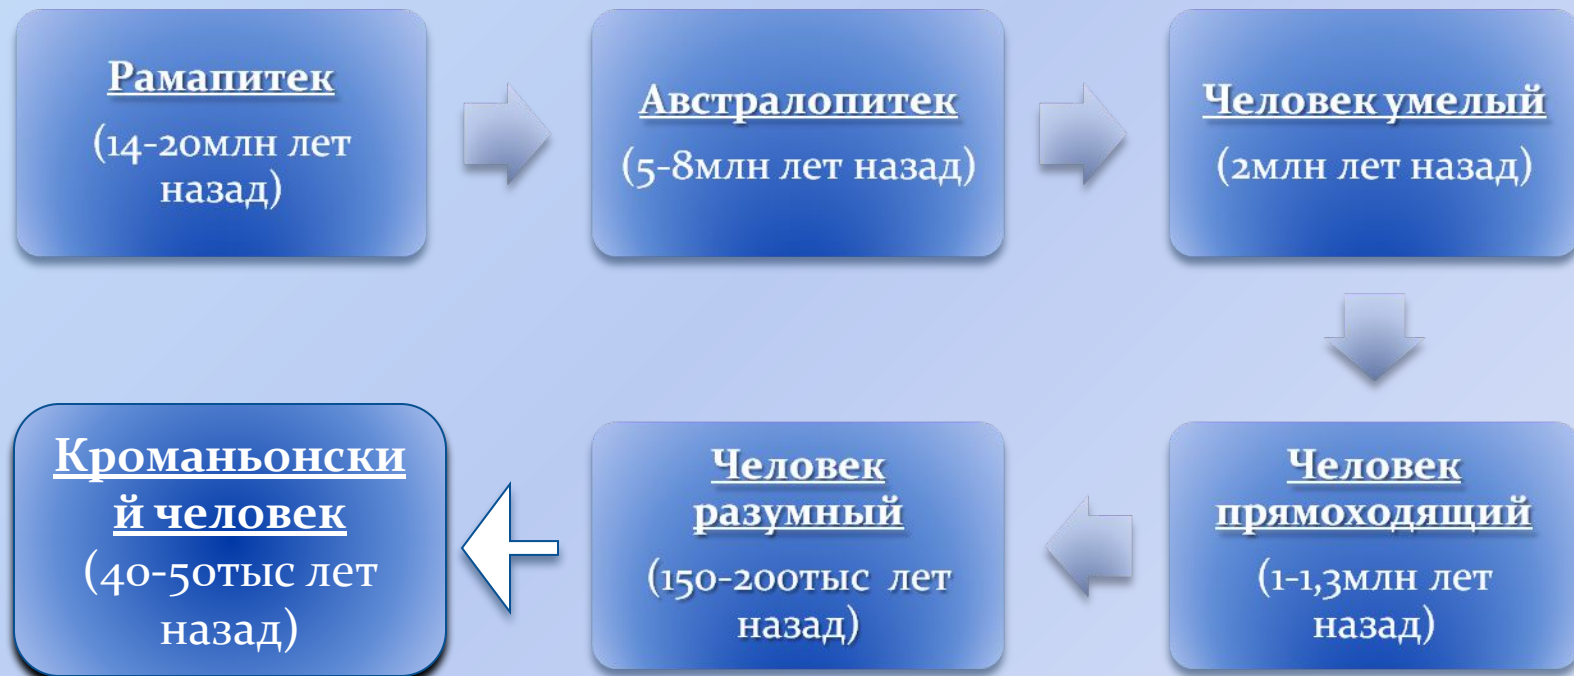 Рамапитек
(14-20млн лет
назад)
Австралопитек
(5-8млн лет назад)
Человек умелый
(2млн лет назад)
Человек
прямоходящий
(1-1,3млн лет
назад)
Человек
разумный
(150-200тыс  лет
назад)
Кроманьонски
й человек
(40-50тыс лет
назад)